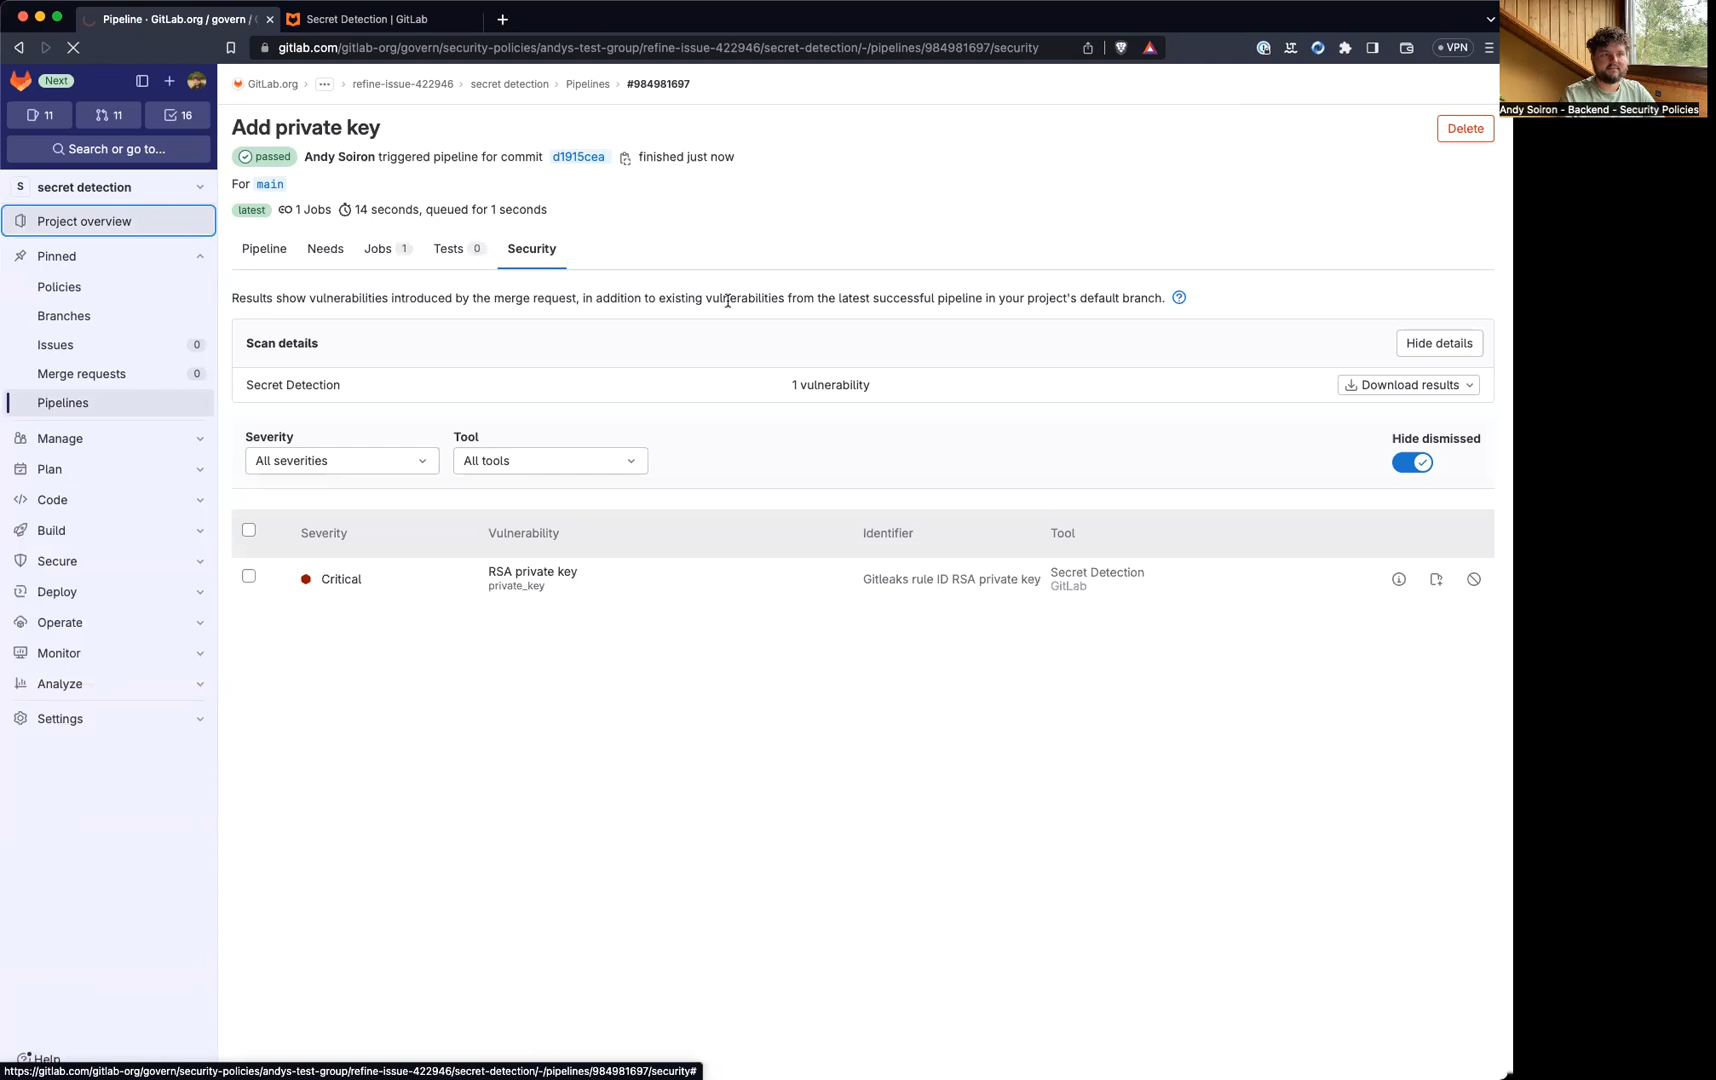 Pipeline · GitLab.org / govern /
Secret Detection | GitLab
gitlab.com/gitlab-org/govern/security-policies/andys-test-group/refine-issue-422946/secret-detection/-/pipelines/984981697/security
VPN
Andy Soiron - Backend - Security Policies
Next
11
11
16
Search or go to...
S secret detection
Project overview
Pinned
Policies
Branches
Issues 0
Merge requests 0
Pipelines
Manage
Plan
Code
Build
Secure
Deploy
Operate
Monitor
Analyze
Settings
Help
GitLab.org › ... › refine-issue-422946 › secret detection › Pipelines › #984981697
Add private key
Delete
passed Andy Soiron triggered pipeline for commit d1915cea finished just now
For main
latest 1 Jobs 14 seconds, queued for 1 seconds
Pipeline Needs Jobs 1 Tests 0 Security
Results show vulnerabilities introduced by the merge request, in addition to existing vulnerabilities from the latest successful pipeline in your project's default branch.
Scan details
Hide details
Secret Detection 1 vulnerability Download results
Severity Tool Hide dismissed
All severities All tools
Severity Vulnerability Identifier Tool
Critical RSA private key Gitleaks rule ID RSA private key Secret Detection
private_key GitLab
https://gitlab.com/gitlab-org/govern/security-policies/andys-test-group/refine-issue-422946/secret-detection/-/pipelines/984981697/security#